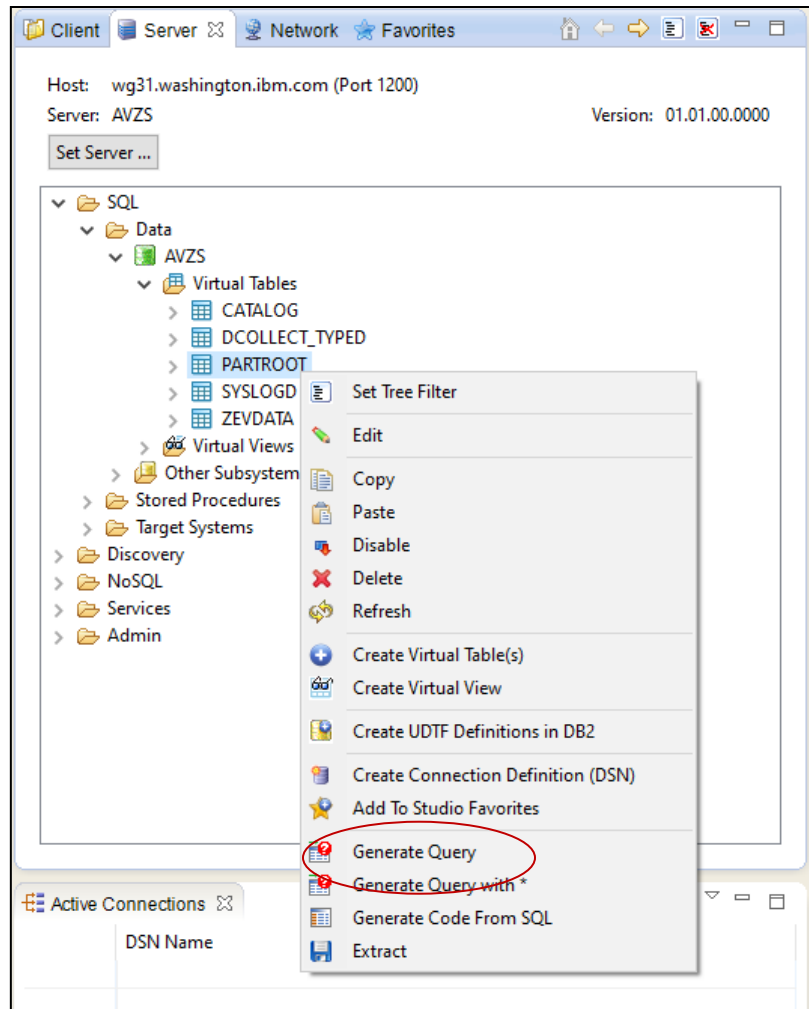 Client Server Network Favorites
Host: wg31.washington.ibm.com (Port 1200)
Server: AVZS Version: 01.01.00.0000
Set Server ...
SQL
Data
AVZS
Virtual Tables
CATALOG
DCOLLECT_TYPED
PARTROOT
SYSLOGD
ZEVDATA
Virtual Views
Other Subsystem
Stored Procedures
Target Systems
Discovery
NoSQL
Services
Admin
Set Tree Filter
Edit
Copy
Paste
Disable
Delete
Refresh
Create Virtual Table(s)
Create Virtual View
Create UDTF Definitions in DB2
Create Connection Definition (DSN)
Add To Studio Favorites
Generate Query
Generate Query with *
Generate Code From SQL
Extract
Active Connections
DSN Name